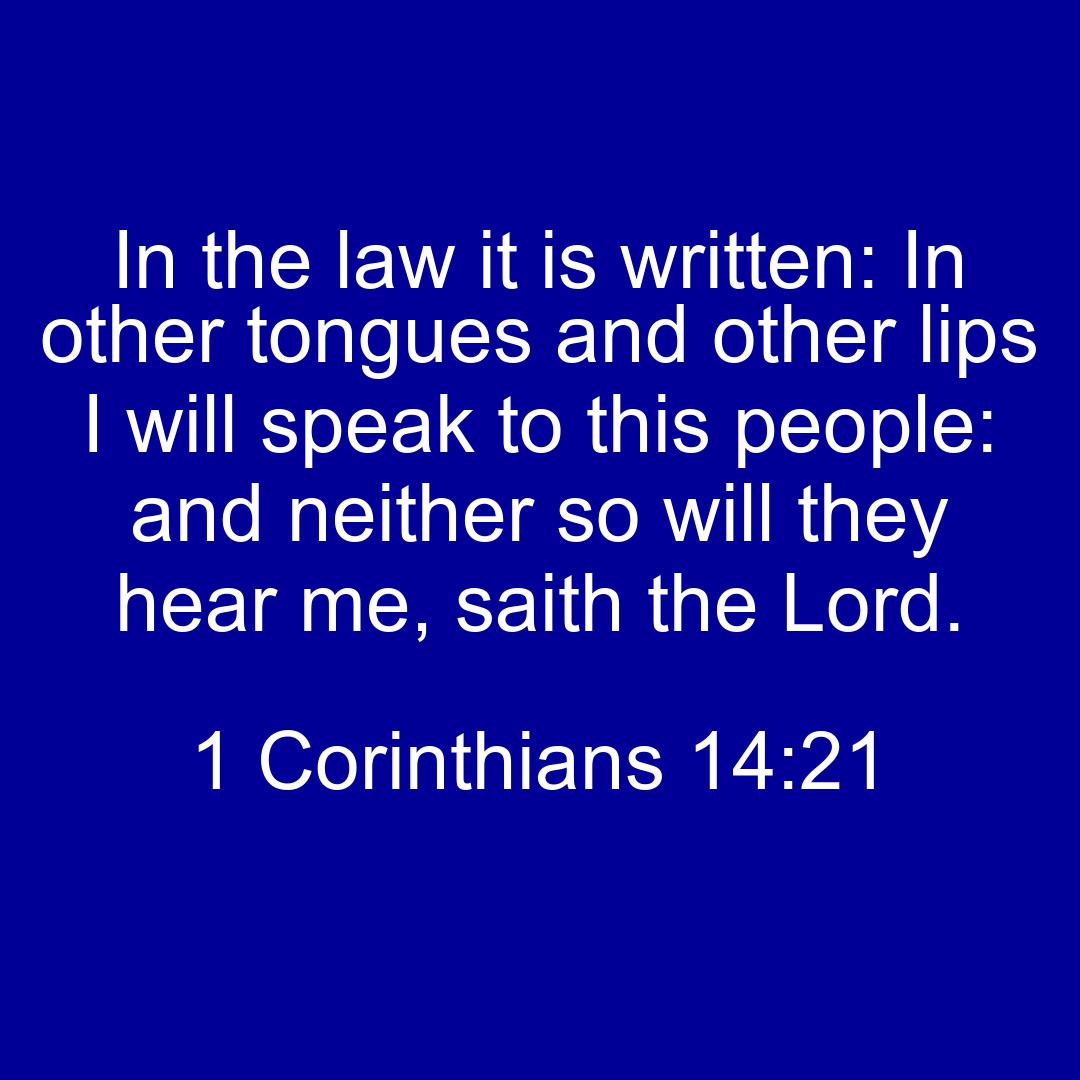 In the law it is written: In
other tongues and other lips
I will speak to this people:
and neither so will they
hear me, saith the Lord.
1 Corinthians 14:21